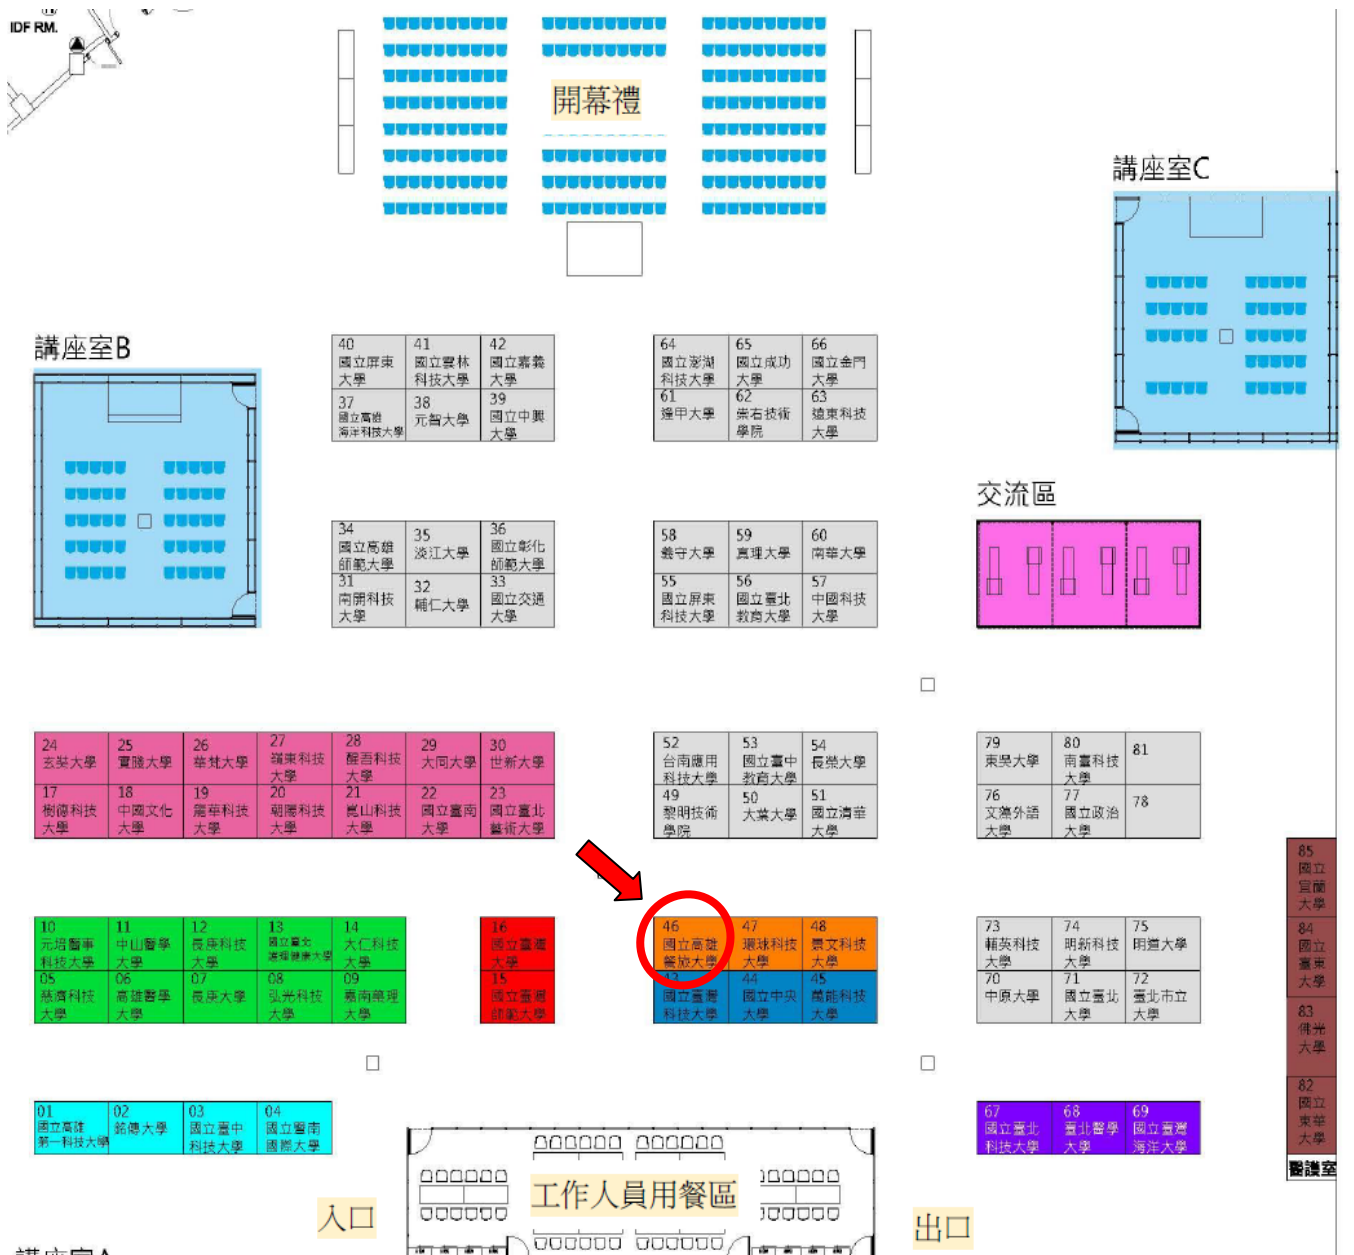 IDF RM.
開幕禮
講座室C
講座室B
40
國立屏東
大學
41
國立雲林
科技大學
42
國立嘉義
大學
37
國立高雄
海洋科技大學
38
元智大學
39
國立中興
大學
64
國立澎湖
科技大學
65
國立成功
大學
66
國立金門
大學
61
逢甲大學
62
崇右技術
學院
63
遠東科技
大學
交流區
34
國立高雄
師範大學
35
淡江大學
36
國立彰化
師範大學
31
南開科技
大學
32
輔仁大學
33
國立交通
大學
58
義守大學
59
真理大學
60
南華大學
55
國立屏東
科技大學
56
國立臺北
教育大學
57
中國科技
大學
24
玄奘大學
25
實踐大學
26
華梵大學
27
嶺東科技
大學
28
醒吾科技
大學
29
大同大學
30
世新大學
17
樹德科技
大學
18
中國文化
大學
19
龍華科技
大學
20
朝陽科技
大學
21
崑山科技
大學
22
國立臺南
大學
23
國立臺北
藝術大學
52
台南應用
科技大學
53
國立臺中
教育大學
54
長榮大學
49
黎明技術
學院
50
大葉大學
51
國立清華
大學
79
東吳大學
80
南臺科技
大學
81
76
文藻外語
大學
77
國立政治
大學
78
10
元培醫事
科技大學
11
中山醫學
大學
12
長庚科技
大學
13
國立臺北
護理健康大學
14
大仁科技
大學
05
慈濟科技
大學
06
高雄醫學
大學
07
長庚大學
08
弘光科技
大學
09
嘉南藥理
大學
16
國立臺灣
大學
15
國立臺灣
師範大學
46
國立高雄
餐旅大學
47
環球科技
大學
48
景文科技
大學
43
國立臺灣
科技大學
44
國立中央
大學
45
萬能科技
大學
73
輔英科技
大學
74
明新科技
大學
75
明道大學
70
中原大學
71
國立臺北
大學
72
臺北市立
大學
85
國立
宜蘭
大學
84
國立
臺東
大學
83
佛光
大學
82
國立
東華
大學
醫護室
01
國立高雄
第一科技大學
02
銘傳大學
03
國立臺中
科技大學
04
國立暨南
國際大學
67
國立臺北
科技大學
68
臺北醫學
大學
69
國立臺灣
海洋大學
工作人員用餐區
入口
出口
講座室A